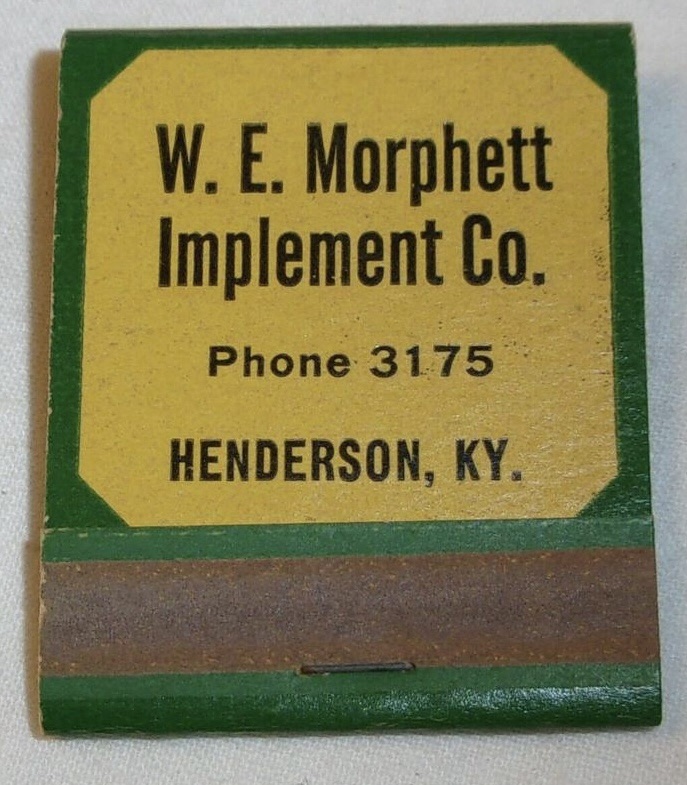 W. E. Morphett
Implement Co.
Phone 3175
HENDERSON, KY.